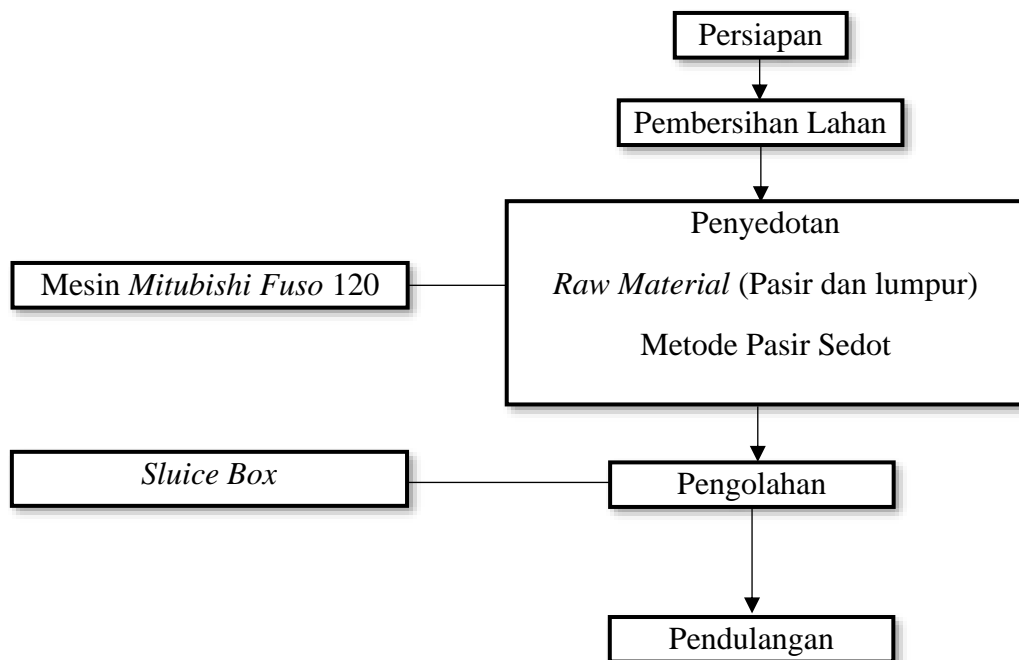 Persiapan
Pembersihan Lahan
Penyedotan
Raw Material (Pasir dan lumpur)
Metode Pasir Sedot
Mesin Mitubishi Fuso 120
Sluice Box
Pengolahan
Pendulangan